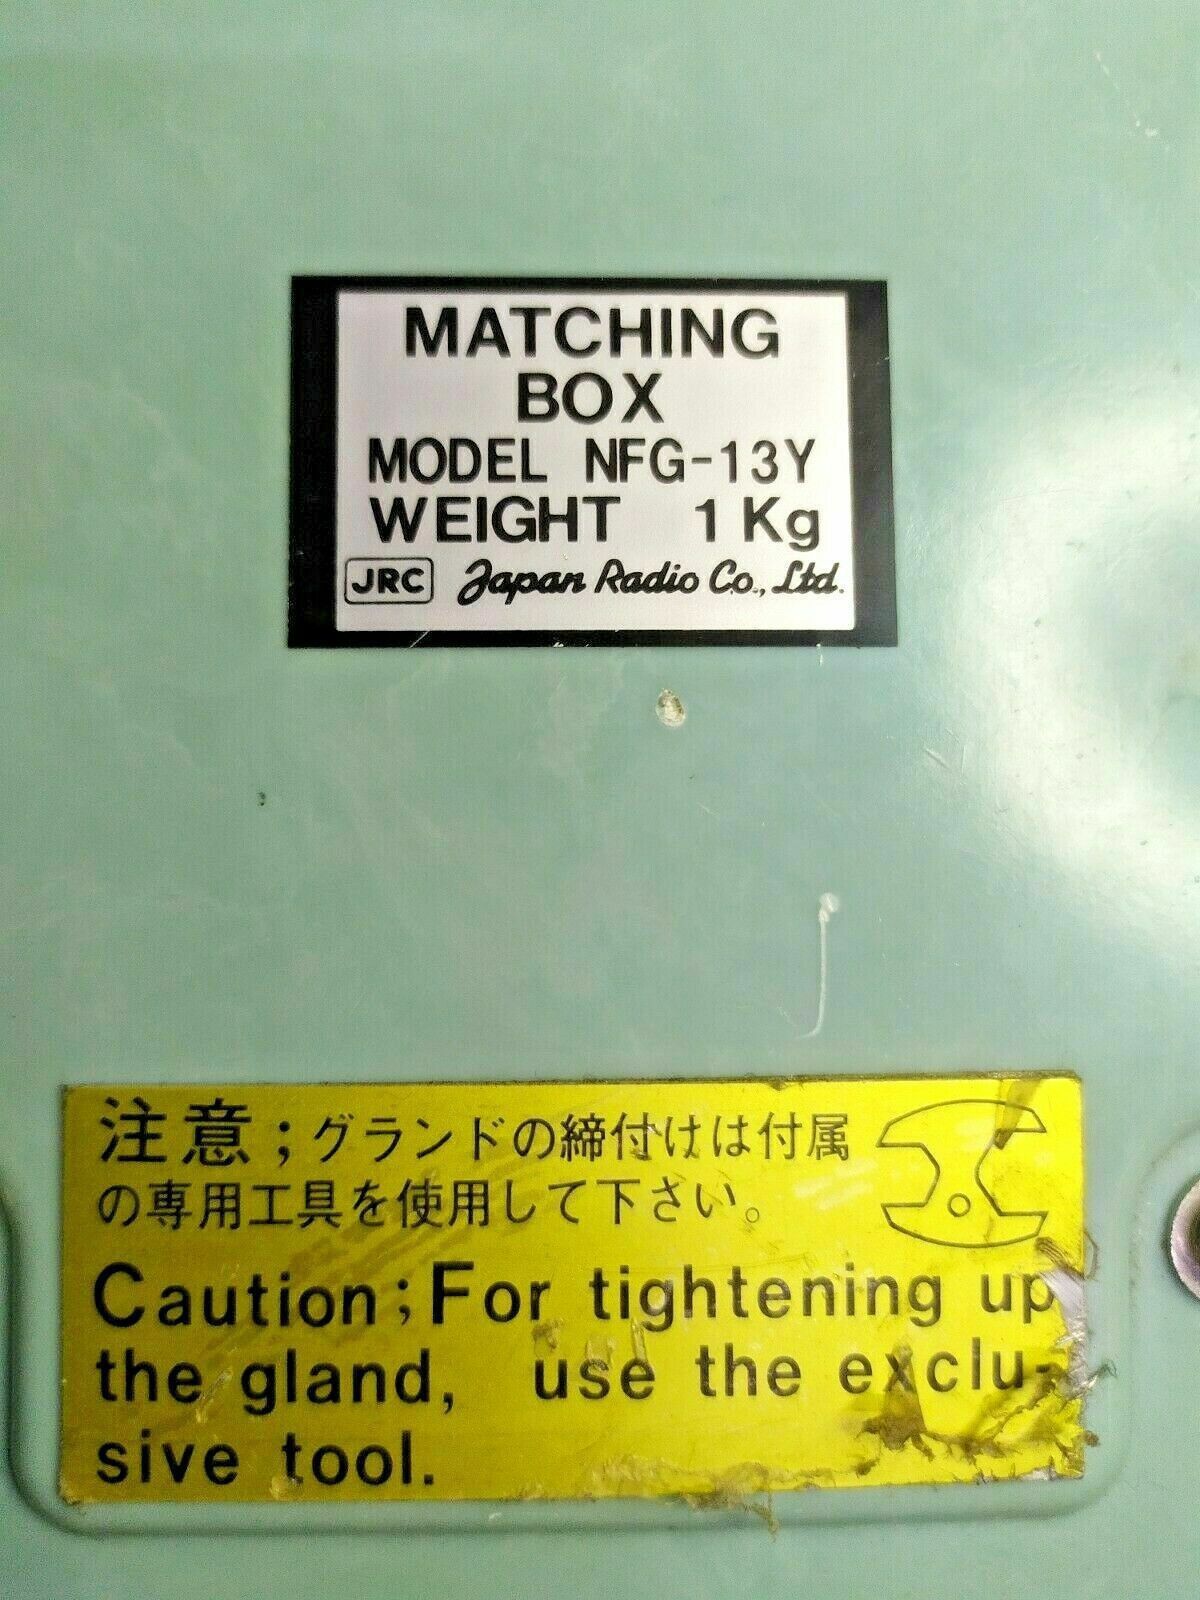 MATCHING
BOX
MODEL NFG-13Y
WEIGHT 1Kg
JRC Japan Radio Co., Ltd.
注意;グランドの締付けは付属
の専用工具を使用して下さい。
Caution;For tightening up
the gland, use the exclu-
sive tool.